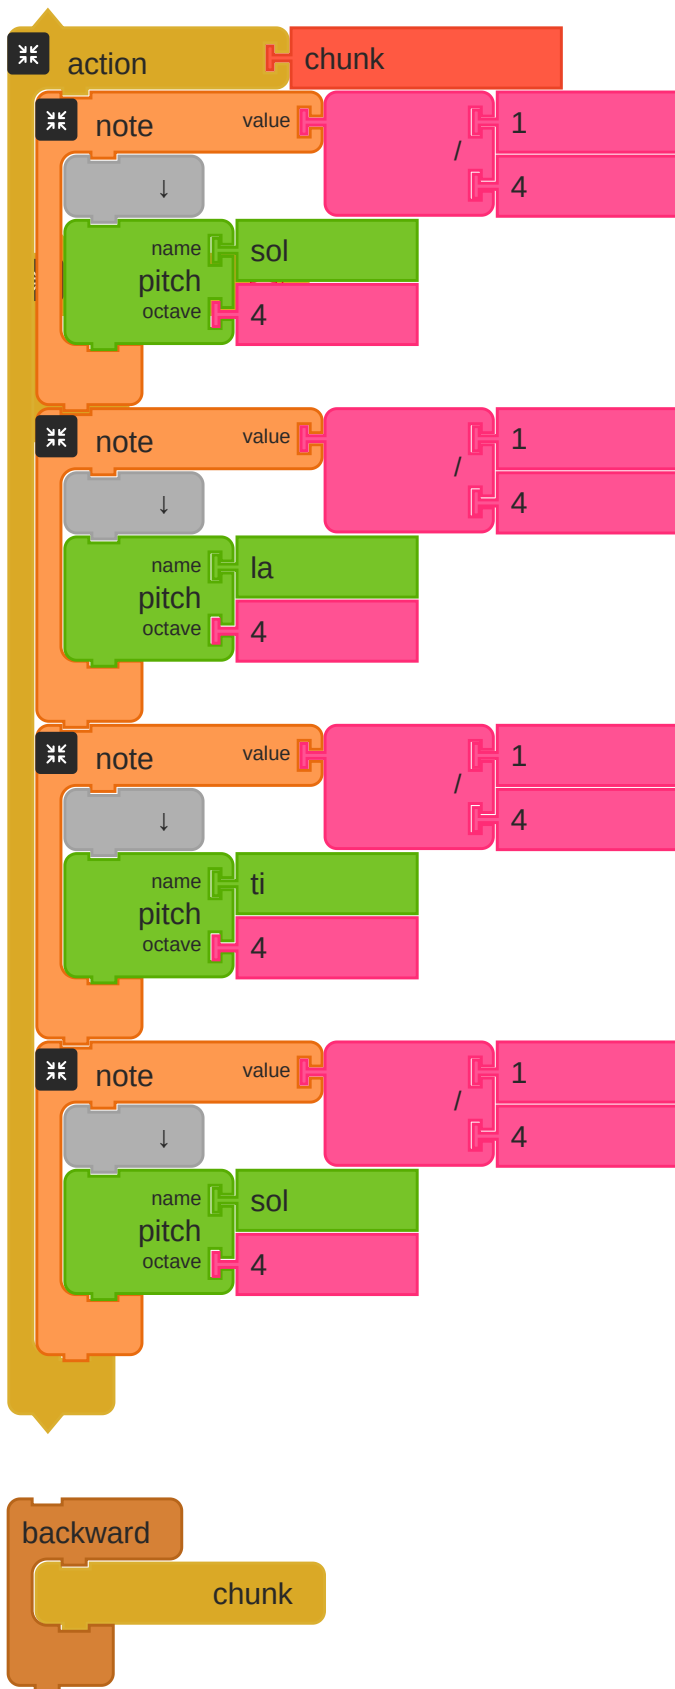 action chunk
note value 1
/
4
↓
name sol
pitch
octave 4
note value 1
/
4
↓
name la
pitch
octave 4
note value 1
/
4
↓
name ti
pitch
octave 4
note value 1
/
4
↓
name sol
pitch
octave 4
backward
chunk